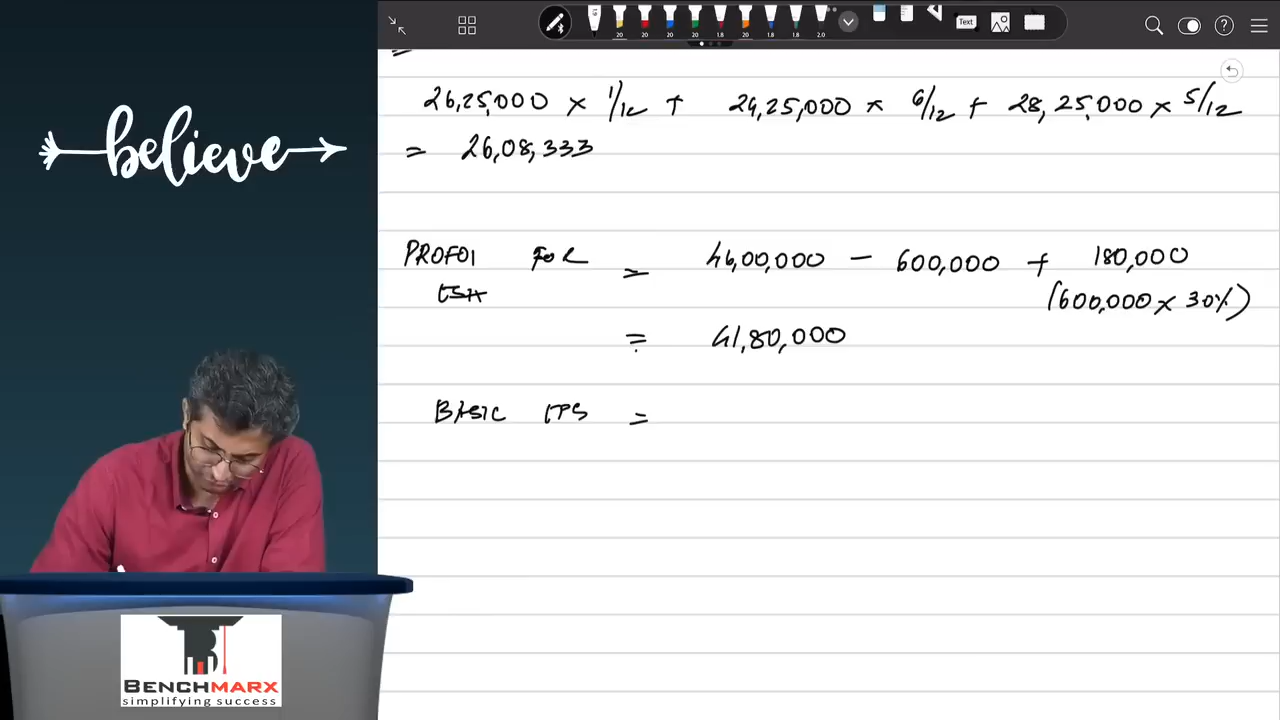 Text
believe
26,25,000 × 1/12 + 24,25,000 × 6/12 + 28,25,000 × 5/12
= 26,08,333
PROFOI FOR = 46,00,000 − 600,000 + 180,000
ESH (600,000 × 30%)
= 41,80,000
BASIC EPS =
BENCHMARX
simplifying success